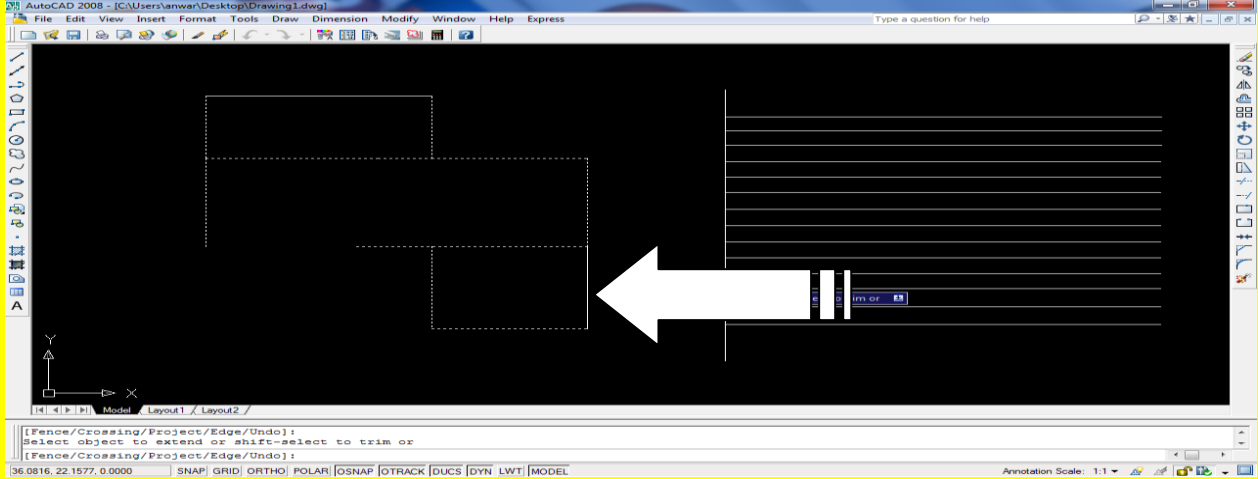 AutoCAD 2008 - [C:\Users\anwar\Desktop\Drawing1.dwg]
File Edit View Insert Format Tools Draw Dimension Modify Window Help Express
Type a question for help
A
im or
Y
X
Model Layout1 Layout2
[Fence/Crossing/Project/Edge/Undo]:
Select object to extend or shift-select to trim or
[Fence/Crossing/Project/Edge/Undo]:
36.0816, 22.1577, 0.0000 SNAP GRID ORTHO POLAR OSNAP OTRACK DUCS DYN LWT MODEL Annotation Scale: 1:1